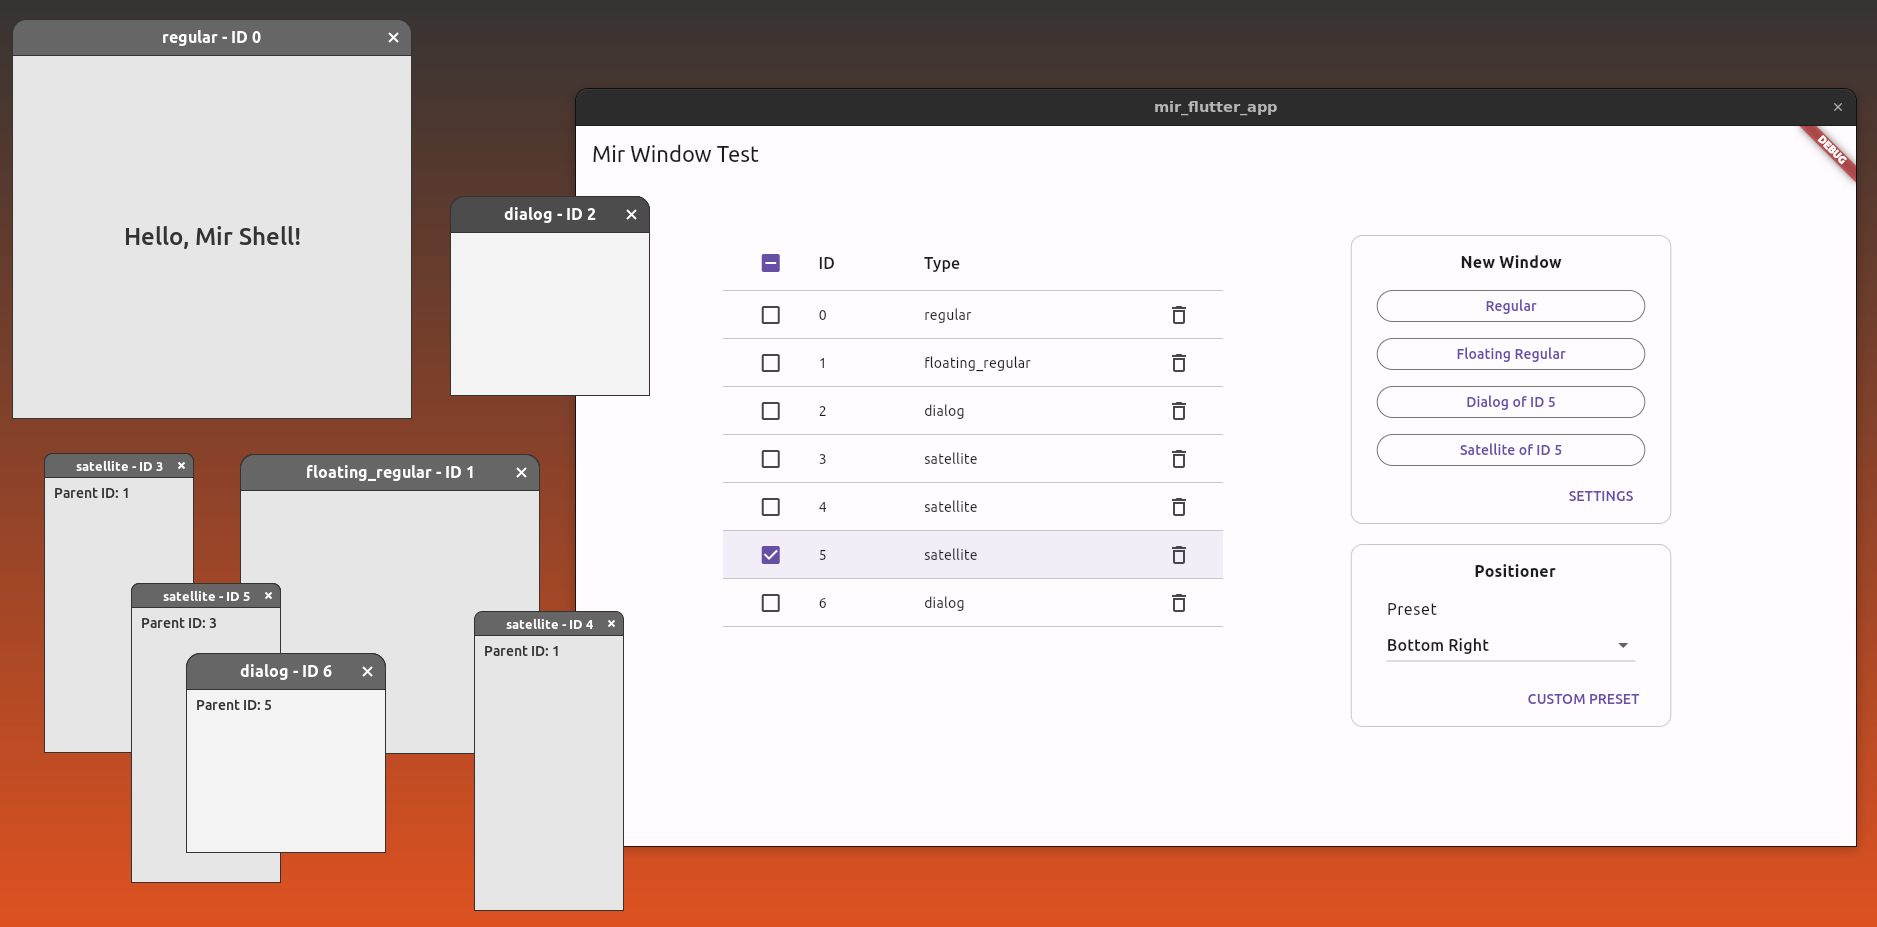 regular - ID 0
Hello, Mir Shell!
mir_flutter_app
DEBUG
Mir Window Test
dialog - ID 2
ID Type
0 regular
1 floating_regular
2 dialog
3 satellite
4 satellite
5 satellite
6 dialog
New Window
Regular
Floating Regular
Dialog of ID 5
Satellite of ID 5
SETTINGS
Positioner
Preset
Bottom Right
CUSTOM PRESET
satellite - ID 3
Parent ID: 1
floating_regular - ID 1
satellite - ID 5
Parent ID: 3
satellite - ID 4
Parent ID: 1
dialog - ID 6
Parent ID: 5